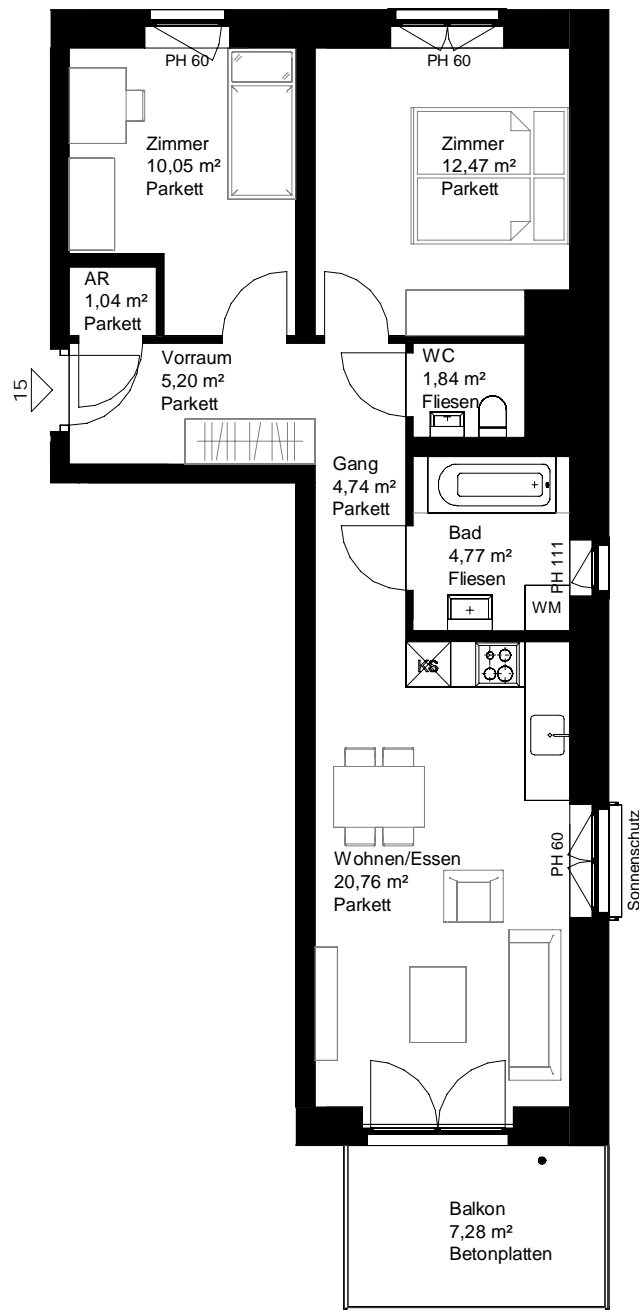 PH 60
PH 60
Zimmer
10,05 m²
Parkett
Zimmer
12,47 m²
Parkett
AR
1,04 m²
Parkett
15
Vorraum
5,20 m²
Parkett
WC
1,84 m²
Fliesen
Gang
4,74 m²
Parkett
Bad
4,77 m²
Fliesen
PH 111
WM
KS
Wohnen/Essen
20,76 m²
Parkett
PH 60
Sonnenschutz
Balkon
7,28 m²
Betonplatten